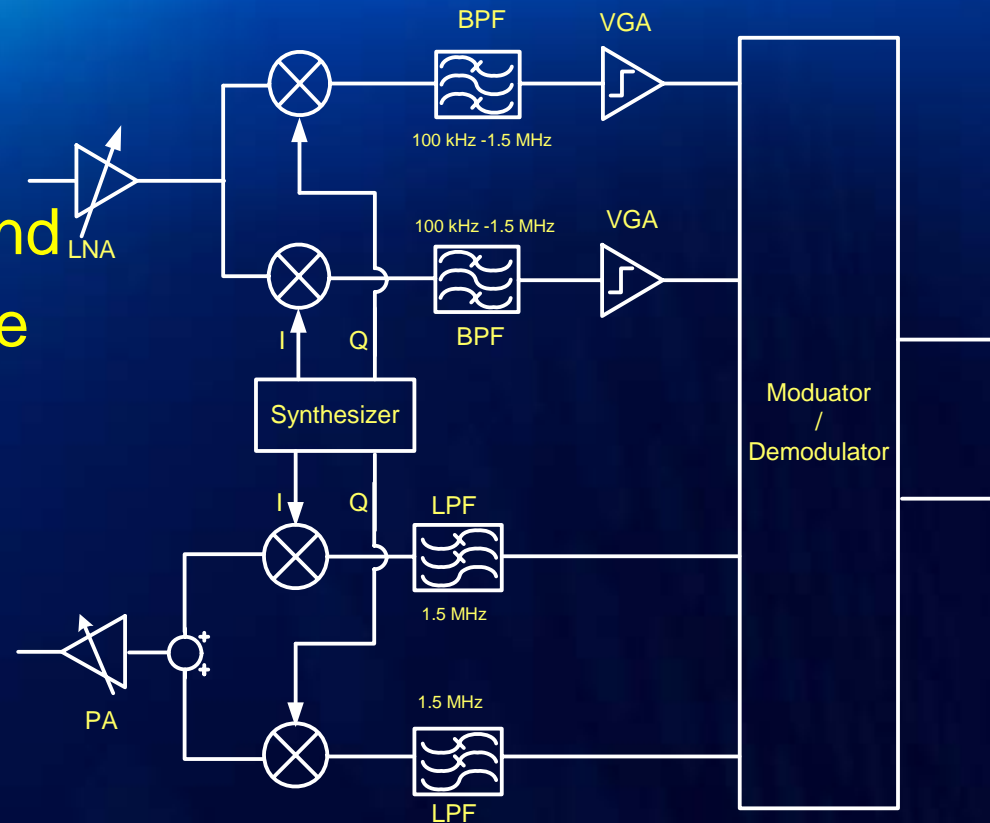 BPF
VGA
100 kHz -1.5 MHz
100 kHz -1.5 MHz
VGA
nd
LNA
e
BPF
I
Q
Synthesizer
Moduator
/
Demodulator
I
Q
LPF
1.5 MHz
+
+
PA
1.5 MHz
LPF